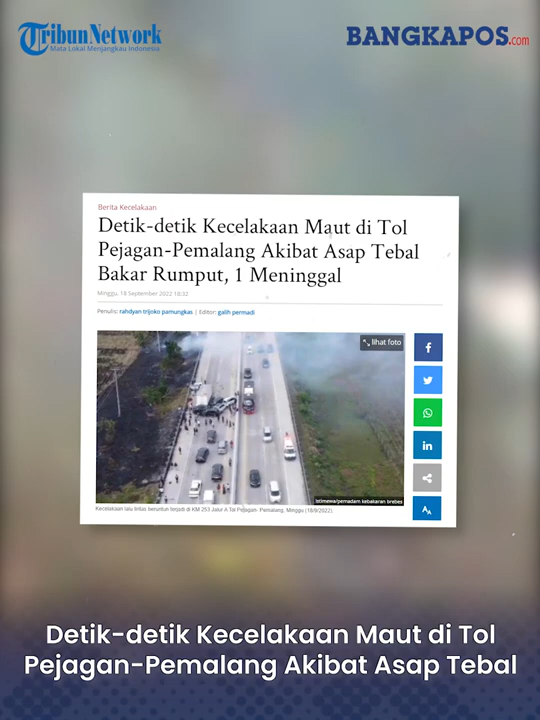 TribunNetwork
Mata Lokal Menjangkau Indonesia
BANGKAPOS.com
Berita Kecelakaan
Detik-detik Kecelakaan Maut di Tol
Pejagan-Pemalang Akibat Asap Tebal
Bakar Rumput, 1 Meninggal
Minggu, 18 September 2022 18:32
Penulis: rahdyan trijoko pamungkas | Editor: galih permadi
lihat foto
istimewa/pemadam kebakaran brebes
Kecelakaan lalu lintas beruntun terjadi di KM 253 Jalur A Tol Pejagan- Pemalang, Minggu (18/9/2022).
AA
Detik-detik Kecelakaan Maut di Tol
Pejagan-Pemalang Akibat Asap Tebal